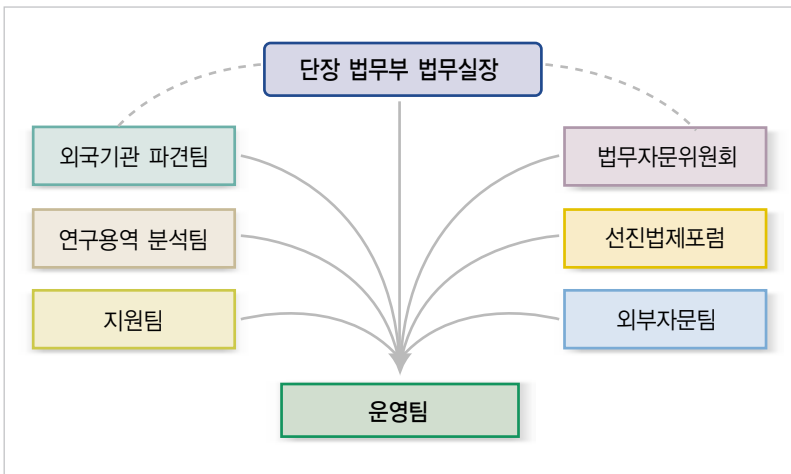 단장 법무부 법무실장
외국기관 파견팀
법무자문위원회
연구용역 분석팀
선진법제포럼
지원팀
외부자문팀
운영팀